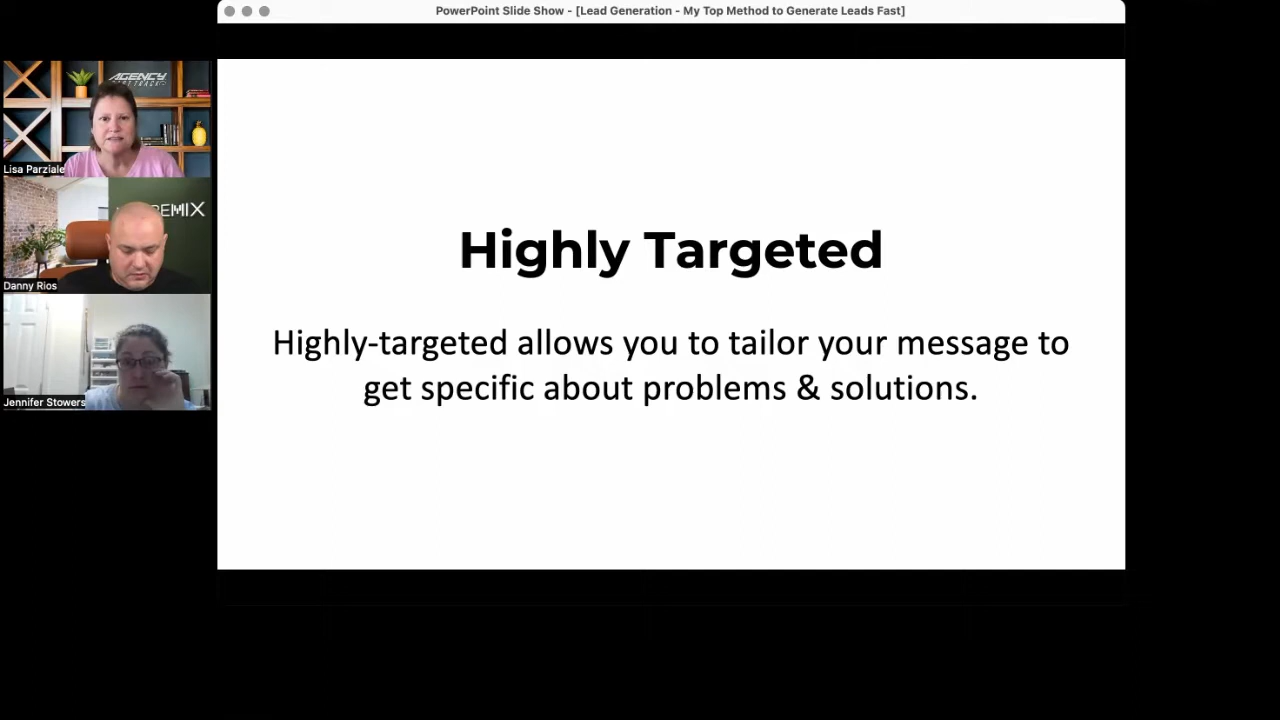 PowerPoint Slide Show - [Lead Generation - My Top Method to Generate Leads Fast]
AGENCY
Lisa Parziale
REMIX
Danny Rios
Jennifer Stowers
Highly Targeted
Highly-targeted allows you to tailor your message to
get specific about problems & solutions.